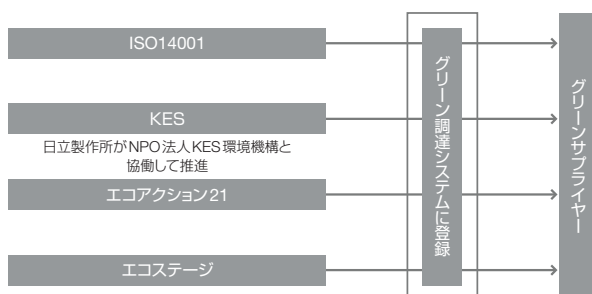 ISO14001
KES
日立製作所がNPO法人KES環境機構と
協働して推進
エコアクション21
エコステージ
グリーン調達システムに登録
グリーンサプライヤー